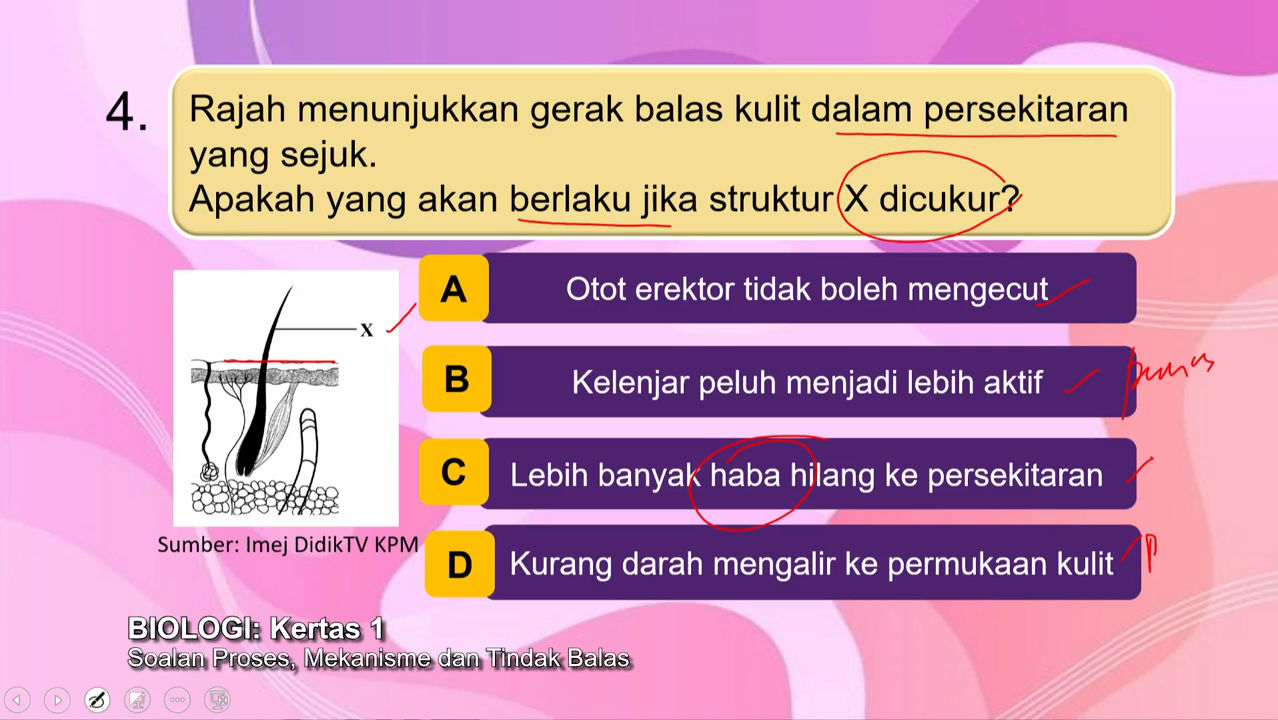 4.
Rajah menunjukkan gerak balas kulit dalam persekitaran
yang sejuk.
Apakah yang akan berlaku jika struktur X dicukur?
X
A
Otot erektor tidak boleh mengecut
B
Kelenjar peluh menjadi lebih aktif
C
Lebih banyak haba hilang ke persekitaran
D
Kurang darah mengalir ke permukaan kulit
Sumber: Imej DidikTV KPM
BIOLOGI: Kertas 1
Soalan Proses, Mekanisme dan Tindak Balas